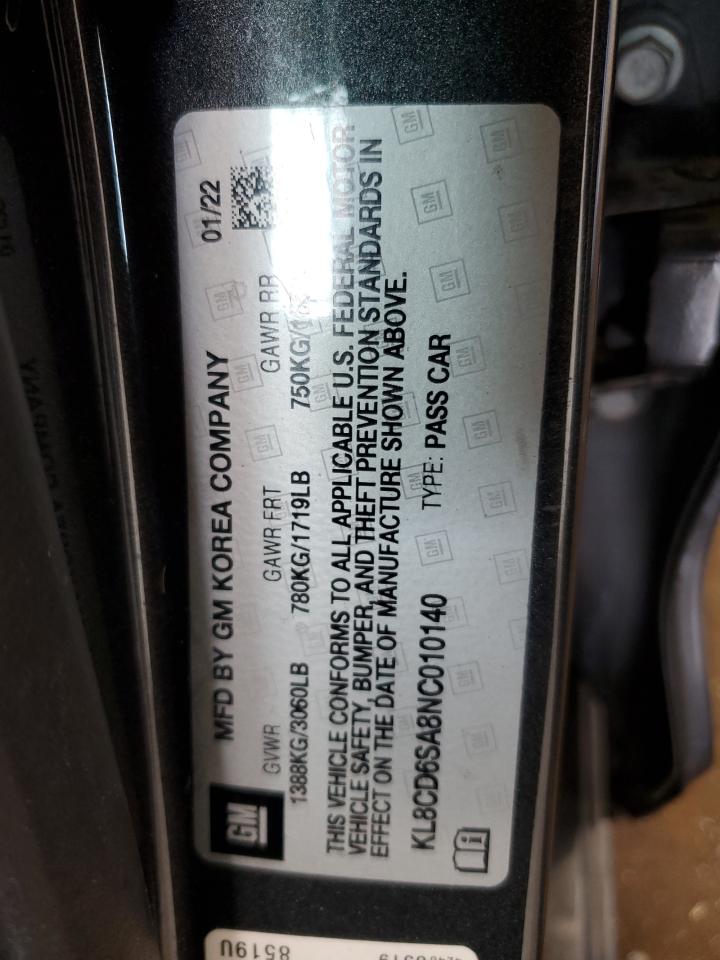 GM
MFD BY GM KOREA COMPANY 01/22
GVWR GAWR FRT GAWR RR
1388KG/3060LB 780KG/1719LB 750KG/
THIS VEHICLE CONFORMS TO ALL APPLICABLE U.S. FEDERAL MOTOR
VEHICLE SAFETY, BUMPER, AND THEFT PREVENTION STANDARDS IN
EFFECT ON THE DATE OF MANUFACTURE SHOWN ABOVE.
KL8CD6SA8NC010140 TYPE: PASS CAR
8519U